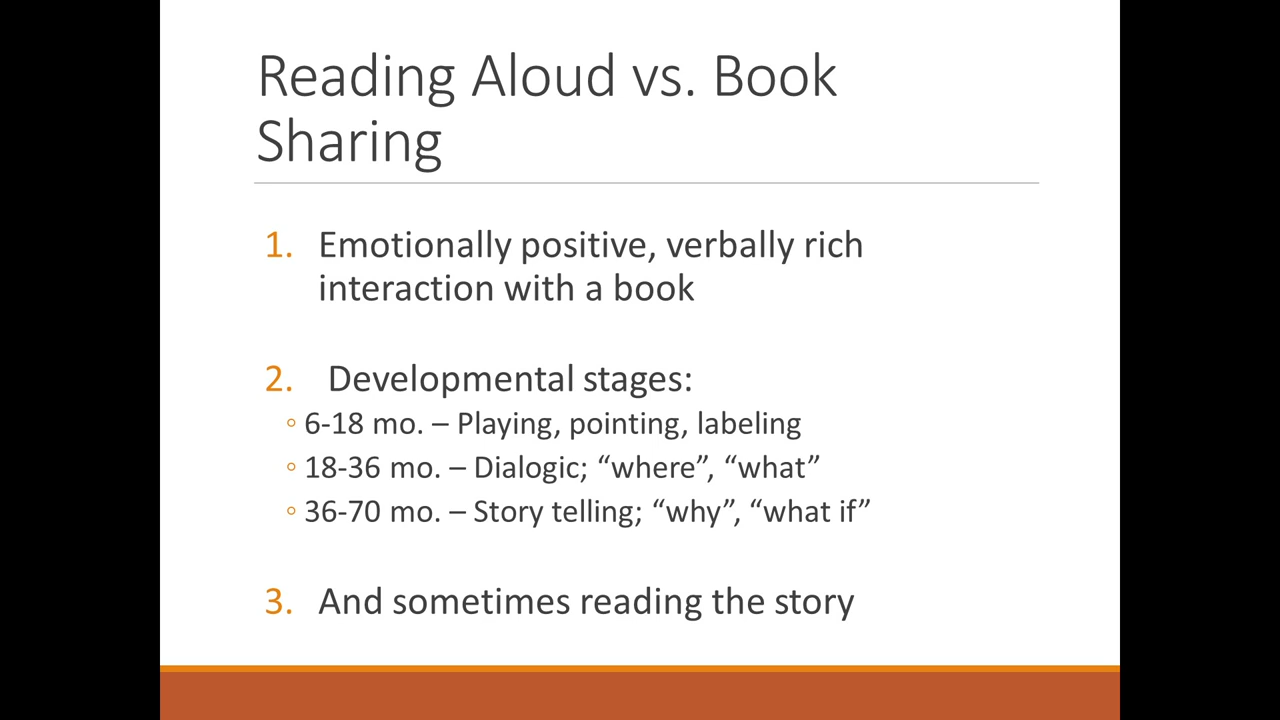 Reading Aloud vs. Book
Sharing
1. Emotionally positive, verbally rich
interaction with a book
2. Developmental stages:
◦ 6-18 mo. – Playing, pointing, labeling
◦ 18-36 mo. – Dialogic; “where”, “what”
◦ 36-70 mo. – Story telling; “why”, “what if”
3. And sometimes reading the story